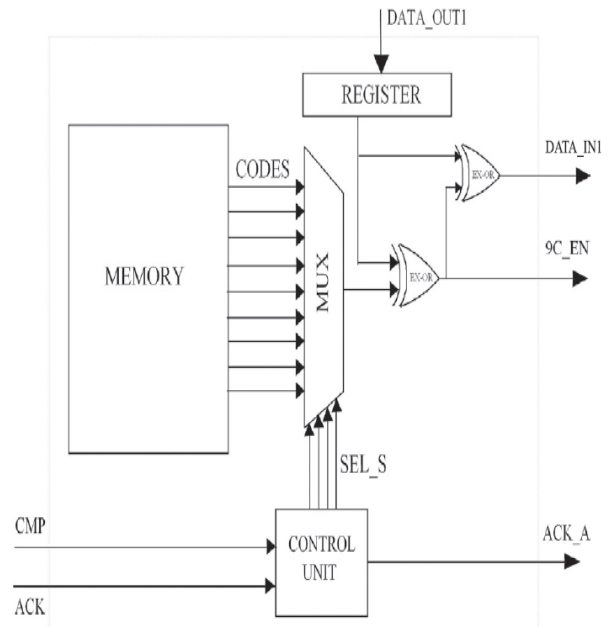 DATA_OUT1
REGISTER
CODES
DATA_IN1
EX-OR
9C_EN
MEMORY
MUX
EX-OR
SEL_S
CMP
CONTROL
UNIT
ACK_A
ACK